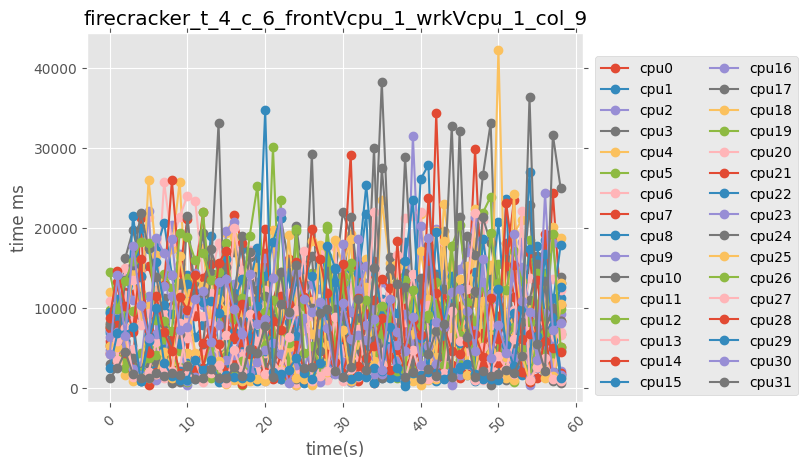 firecracker_t_4_c_6_frontVcpu_1_wrkVcpu_1_col_9
time ms
40000
30000
20000
10000
0
0
10
20
30
40
50
60
time(s)
cpu0
cpu1
cpu2
cpu3
cpu4
cpu5
cpu6
cpu7
cpu8
cpu9
cpu10
cpu11
cpu12
cpu13
cpu14
cpu15
cpu16
cpu17
cpu18
cpu19
cpu20
cpu21
cpu22
cpu23
cpu24
cpu25
cpu26
cpu27
cpu28
cpu29
cpu30
cpu31